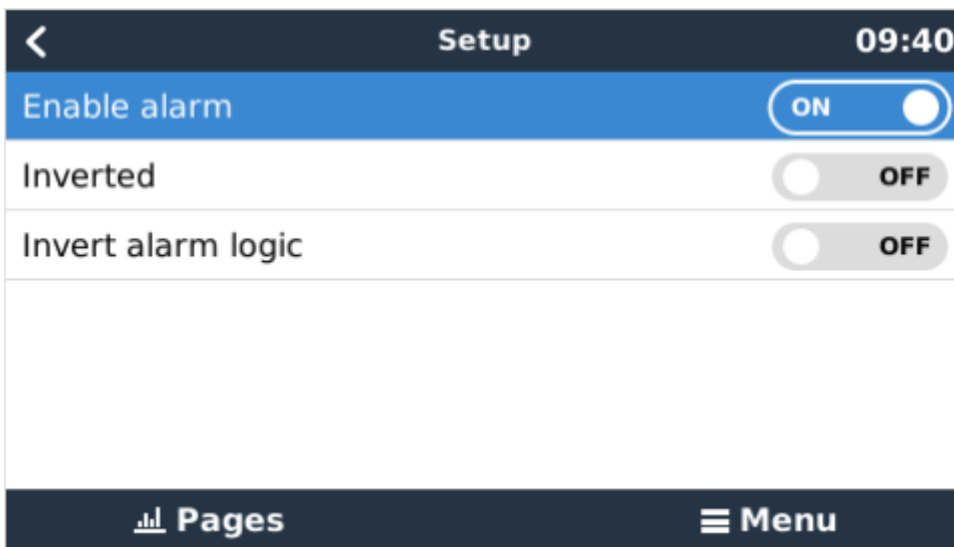 Setup 09:40
Enable alarm ON
Inverted OFF
Invert alarm logic OFF
Pages Menu